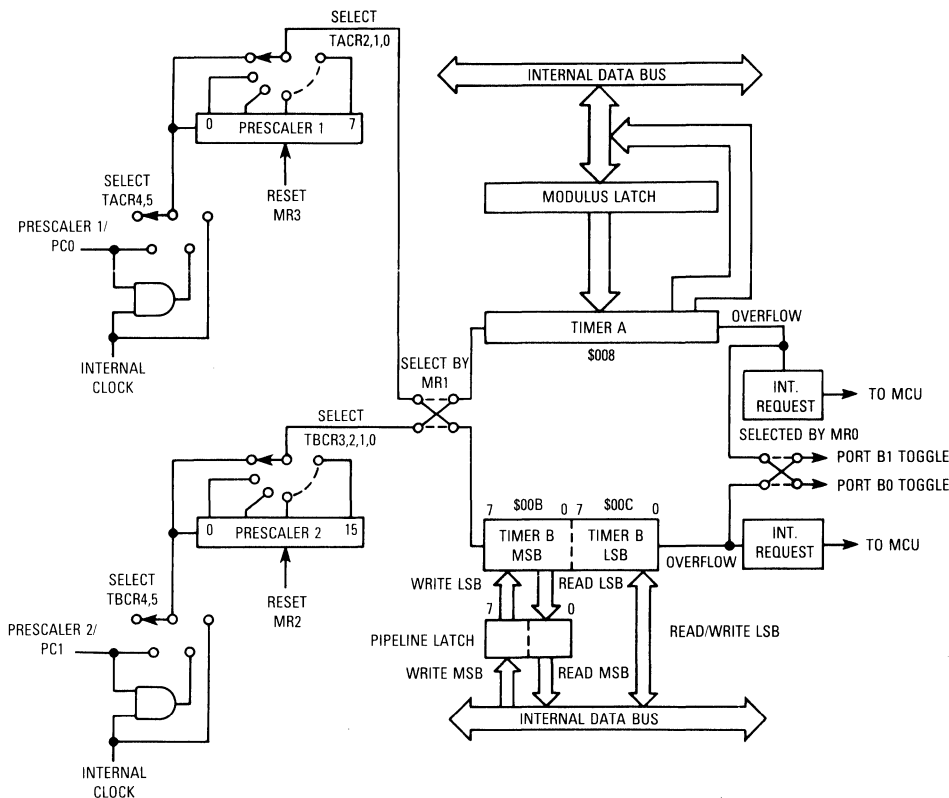 SELECT
TACR2,1,0
0 PRESCALER 1 7
SELECT
TACR4,5
RESET
MR3
PRESCALER 1/
PC0
INTERNAL
CLOCK
INTERNAL DATA BUS
MODULUS LATCH
TIMER A
$008
OVERFLOW
INT.
REQUEST
TO MCU
SELECT BY
MR1
SELECTED BY MR0
PORT B1 TOGGLE
PORT B0 TOGGLE
SELECT
TBCR3,2,1,0
0 PRESCALER 2 15
SELECT
TBCR4,5
RESET
MR2
PRESCALER 2/
PC1
INTERNAL
CLOCK
7 $00B 0 7 $00C 0
TIMER B
MSB
TIMER B
LSB
OVERFLOW
INT.
REQUEST
TO MCU
WRITE LSB
READ LSB
7 0
PIPELINE LATCH
READ/WRITE LSB
WRITE MSB
READ MSB
INTERNAL DATA BUS